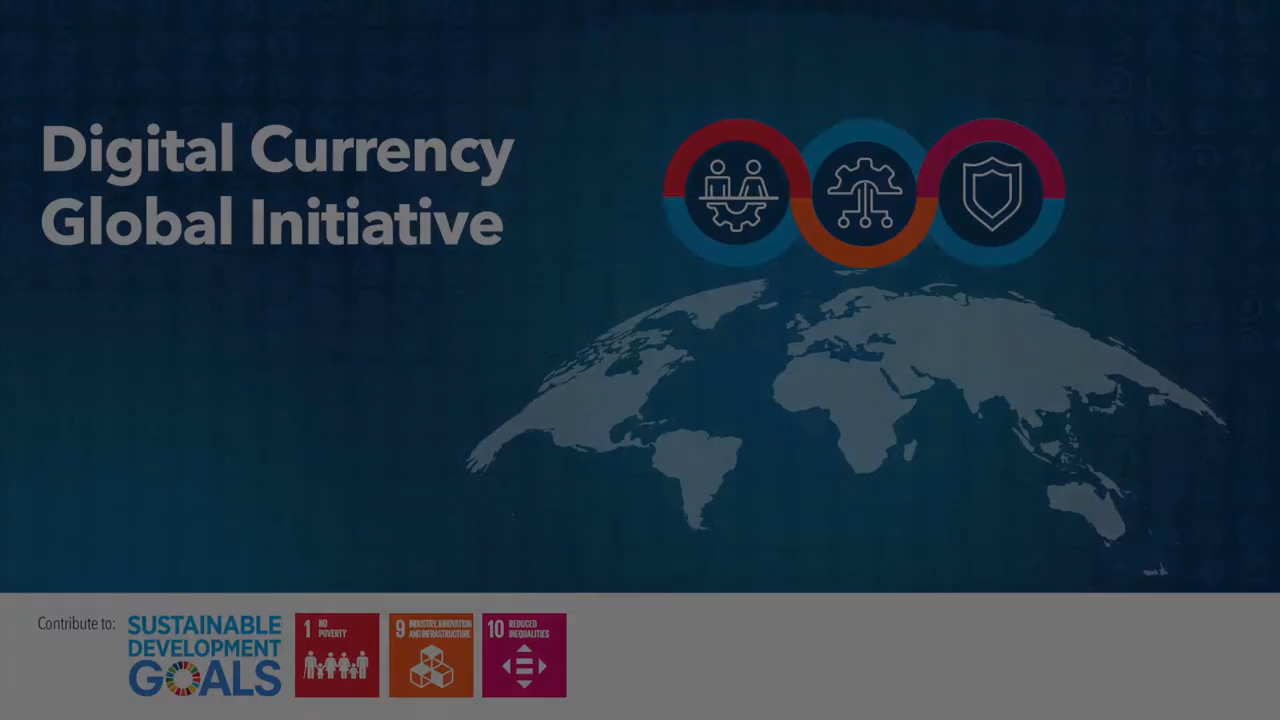 Digital Currency
Global Initiative
Contribute to:
SUSTAINABLE
DEVELOPMENT
GOALS
1 NO
POVERTY
9 INDUSTRY, INNOVATION
AND INFRASTRUCTURE
10 REDUCED
INEQUALITIES